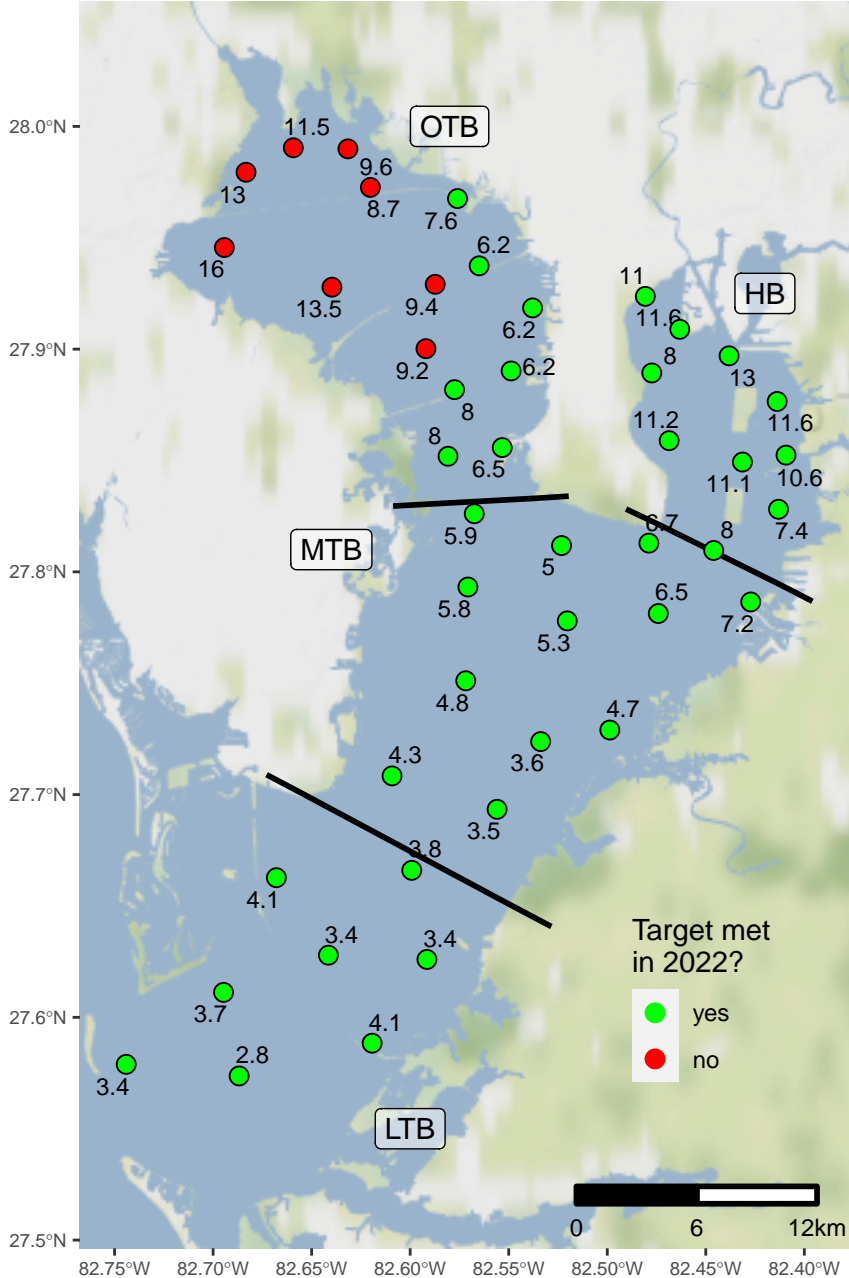 28.0°N
27.9°N
27.8°N
27.7°N
27.6°N
27.5°N
OTB
11.5
9.6
13
8.7
7.6
16
6.2
13.5
9.4
6.2
9.2
6.2
8
8
6.5
HB
11
11.6
8
13
11.6
11.2
11.1
10.6
7.4
8
MTB
5.9
5
6.7
5.8
6.5
7.2
5.3
4.8
4.7
3.6
4.3
3.5
3.8
4.1
3.4
3.4
3.7
4.1
3.4
2.8
LTB
Target met
in 2022?
yes
no
0 6 12km
82.75°W 82.70°W 82.65°W 82.60°W 82.55°W 82.50°W 82.45°W 82.40°W